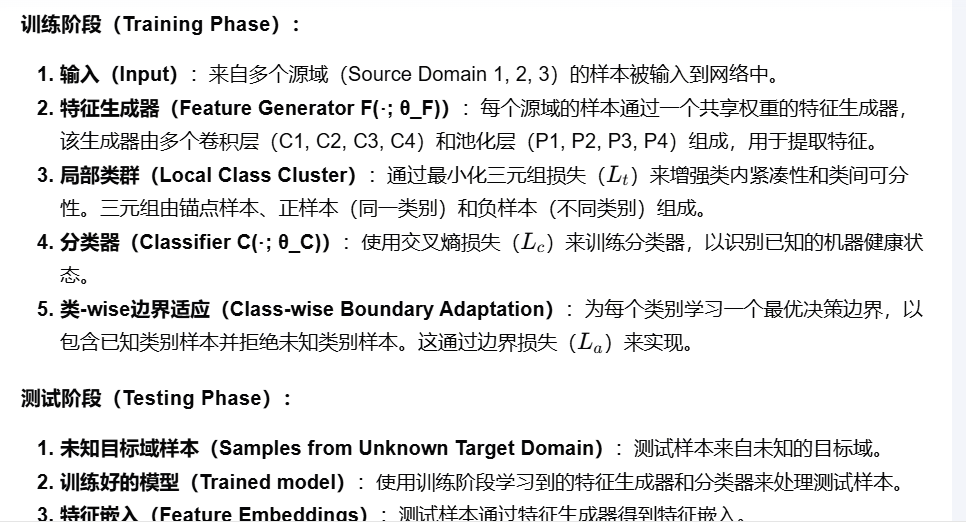 训练阶段（Training Phase）：
1. 输入（Input）：来自多个源域（Source Domain 1, 2, 3）的样本被输入到网络中。
2. 特征生成器（Feature Generator F(·; θ_F)）：每个源域的样本通过一个共享权重的特征生成器，
该生成器由多个卷积层（C1, C2, C3, C4）和池化层（P1, P2, P3, P4）组成，用于提取特征。
3. 局部类群（Local Class Cluster）：通过最小化三元组损失（Lt）来增强类内紧凑性和类间可分
性。三元组由锚点样本、正样本（同一类别）和负样本（不同类别）组成。
4. 分类器（Classifier C(·; θ_C)）：使用交叉熵损失（Lc）来训练分类器，以识别已知的机器健康状
态。
5. 类-wise边界适应（Class-wise Boundary Adaptation）：为每个类别学习一个最优决策边界，以
包含已知类别样本并拒绝未知类别样本。这通过边界损失（La）来实现。
测试阶段（Testing Phase）：
1. 未知目标域样本（Samples from Unknown Target Domain）：测试样本来自未知的目标域。
2. 训练好的模型（Trained model）：使用训练阶段学习到的特征生成器和分类器来处理测试样本。
3. 特征嵌入（Feature Embeddings）：测试样本通过特征生成器得到特征嵌入。